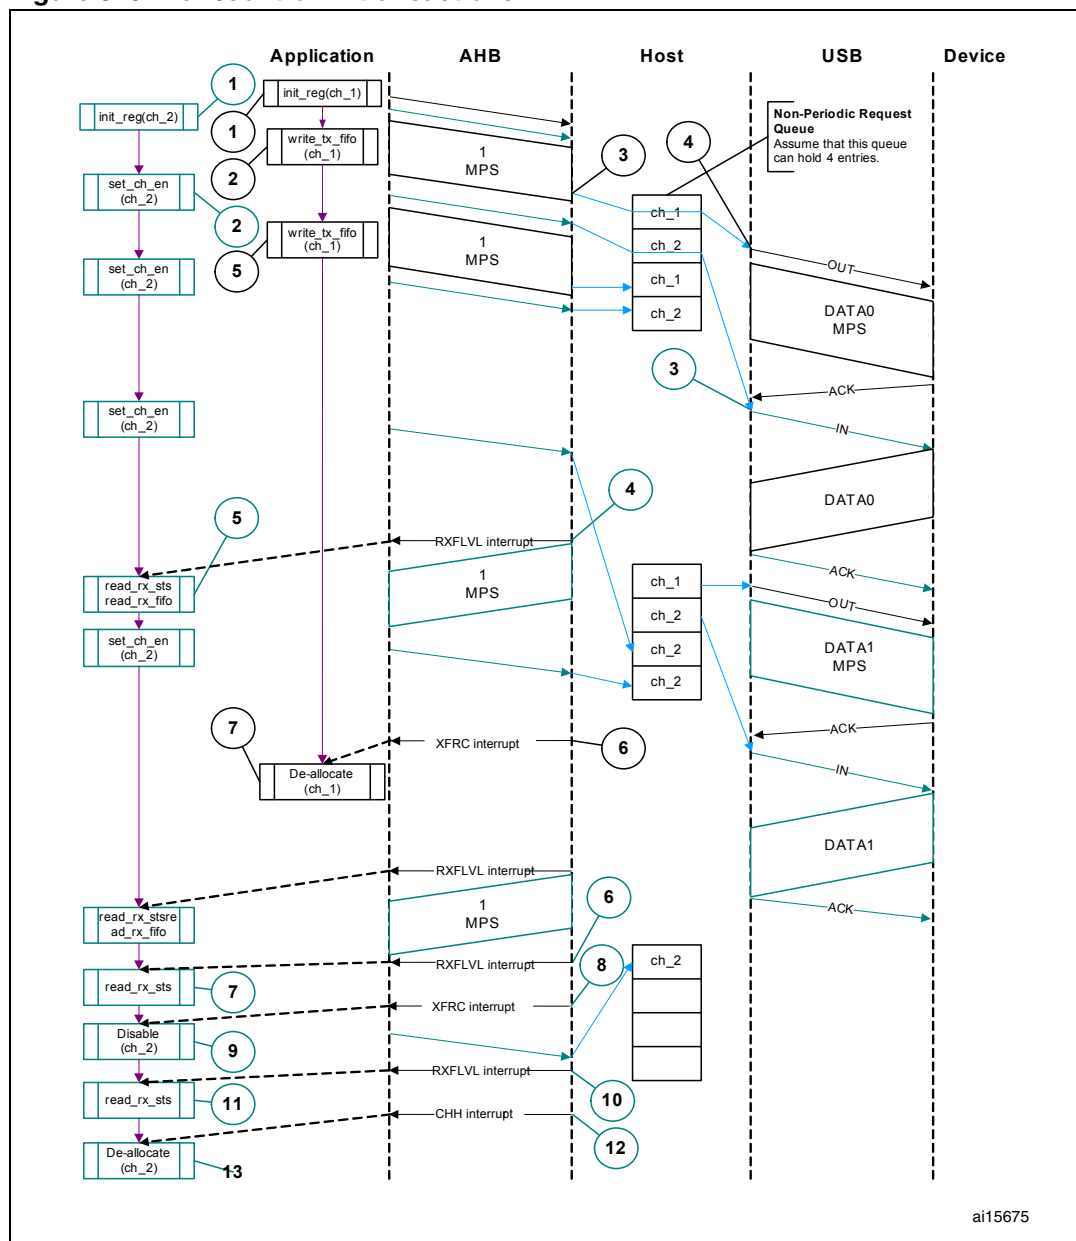 Application AHB Host USB Device
1
init_reg(ch_1)
init_reg(ch_2)
1
Non-Periodic Request
Queue
Assume that this queue
can hold 4 entries.
write_tx_fifo
(ch_1)
1
MPS
3
4
2
set_ch_en
(ch_2)
2
ch_1
write_tx_fifo
(ch_1)
5
1
MPS
ch_2
set_ch_en
(ch_2)
OUT
ch_1
ch_2
DATA0
MPS
3
ACK
set_ch_en
(ch_2)
IN
4
DATA0
5
RXFLVL interrupt
read_rx_sts
read_rx_fifo
1
MPS
ch_1
ACK
OUT
ch_2
set_ch_en
(ch_2)
ch_2
DATA1
MPS
ch_2
7
ACK
XFRC interrupt
6
IN
De-allocate
(ch_1)
DATA1
RXFLVL interrupt
6
read_rx_stsre
ad_rx_fifo
1
MPS
ACK
RXFLVL interrupt
8
ch_2
read_rx_sts
7
XFRC interrupt
Disable
(ch_2)
9
RXFLVL interrupt
read_rx_sts
11
10
CHH interrupt
12
De-allocate
(ch_2)
13
ai15675